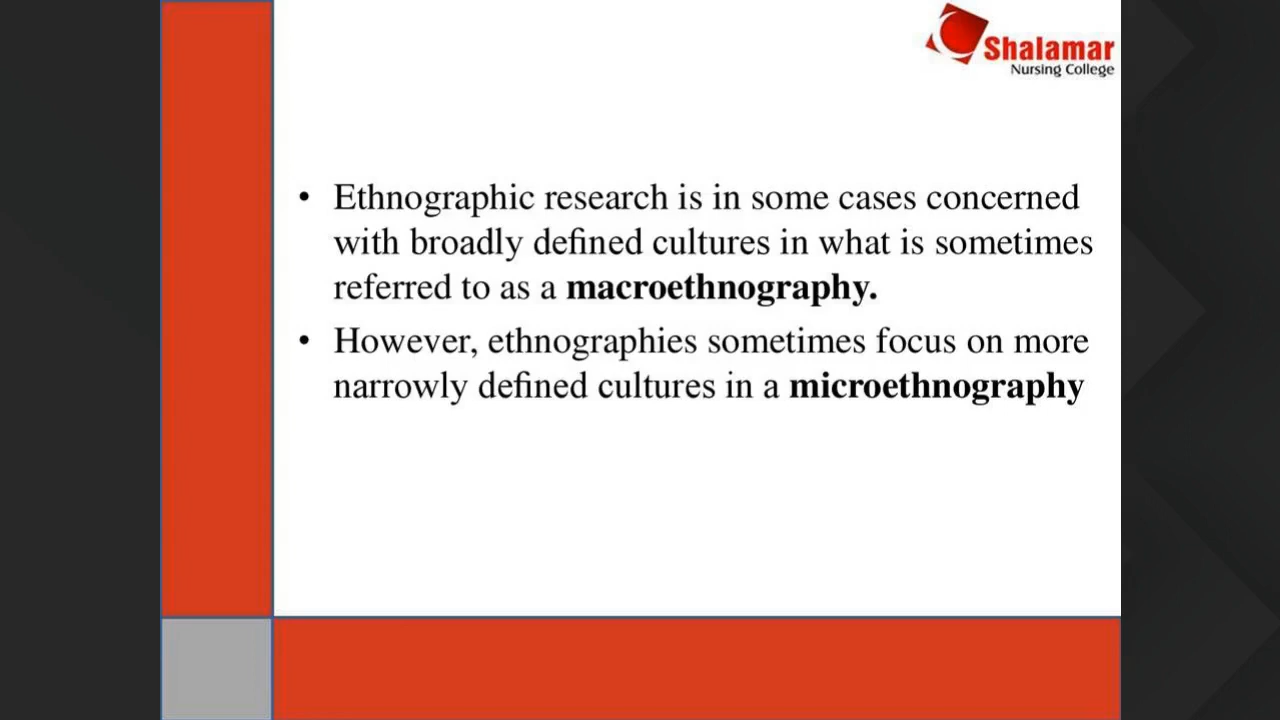 Shalamar
Nursing College
• Ethnographic research is in some cases concerned
with broadly defined cultures in what is sometimes
referred to as a macroethnography.
• However, ethnographies sometimes focus on more
narrowly defined cultures in a microethnography